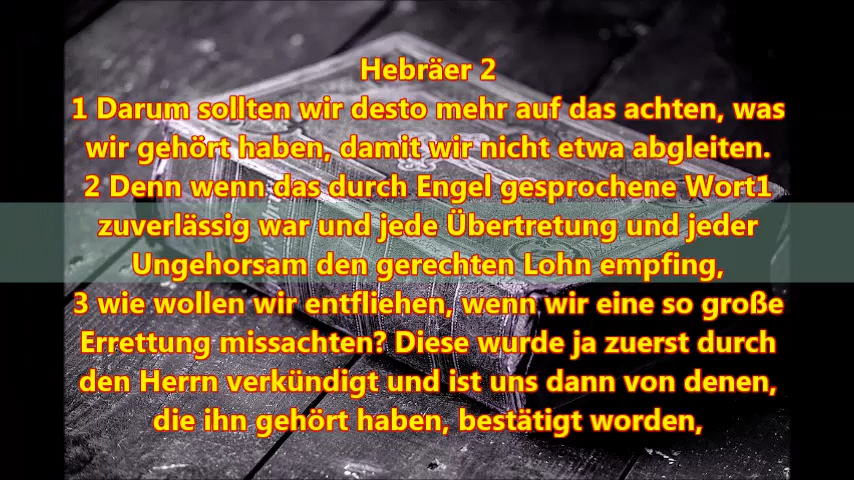 Hebräer 2
1 Darum sollten wir desto mehr auf das achten, was
wir gehört haben, damit wir nicht etwa abgleiten.
2 Denn wenn das durch Engel gesprochene Wort1
zuverlässig war und jede Übertretung und jeder
Ungehorsam den gerechten Lohn empfing,
3 wie wollen wir entfliehen, wenn wir eine so große
Errettung missachten? Diese wurde ja zuerst durch
den Herrn verkündigt und ist uns dann von denen,
die ihn gehört haben, bestätigt worden,